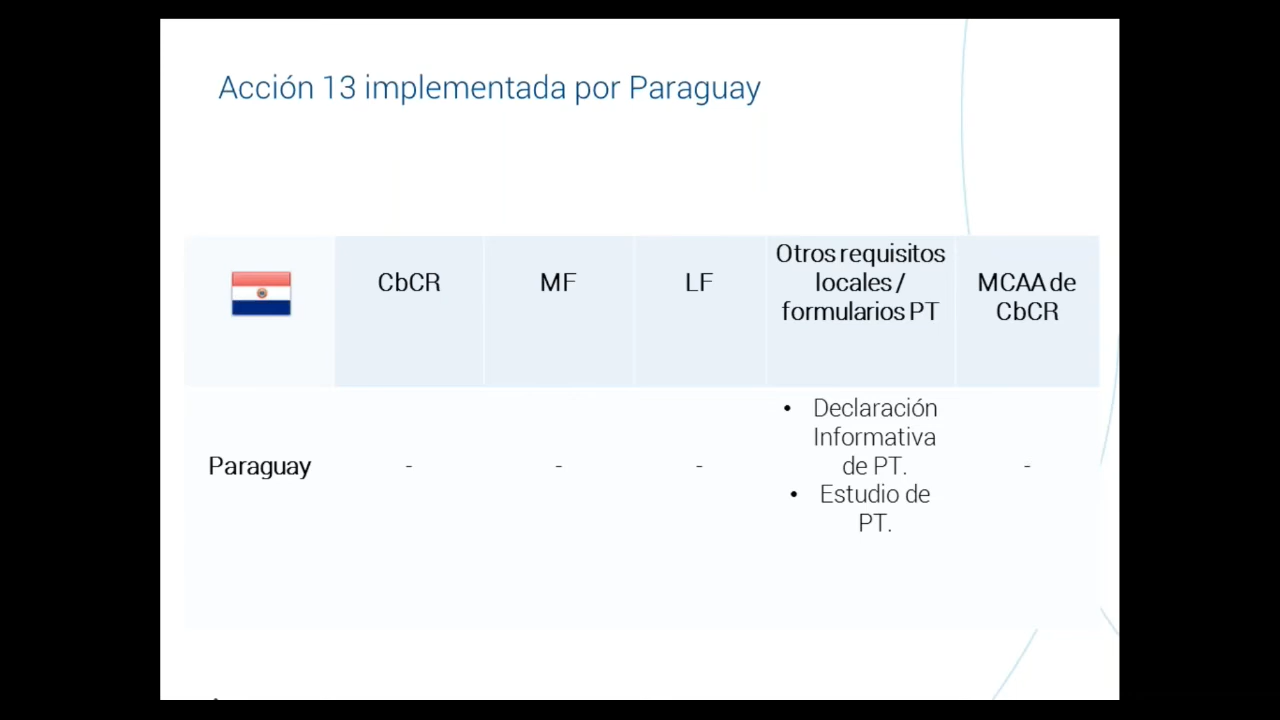 Acción 13 implementada por Paraguay
CbCR
MF
LF
Otros requisitos
locales /
formularios PT
MCAA de
CbCR
Paraguay
-
-
-
• Declaración
Informativa
de PT.
• Estudio de
PT.
-